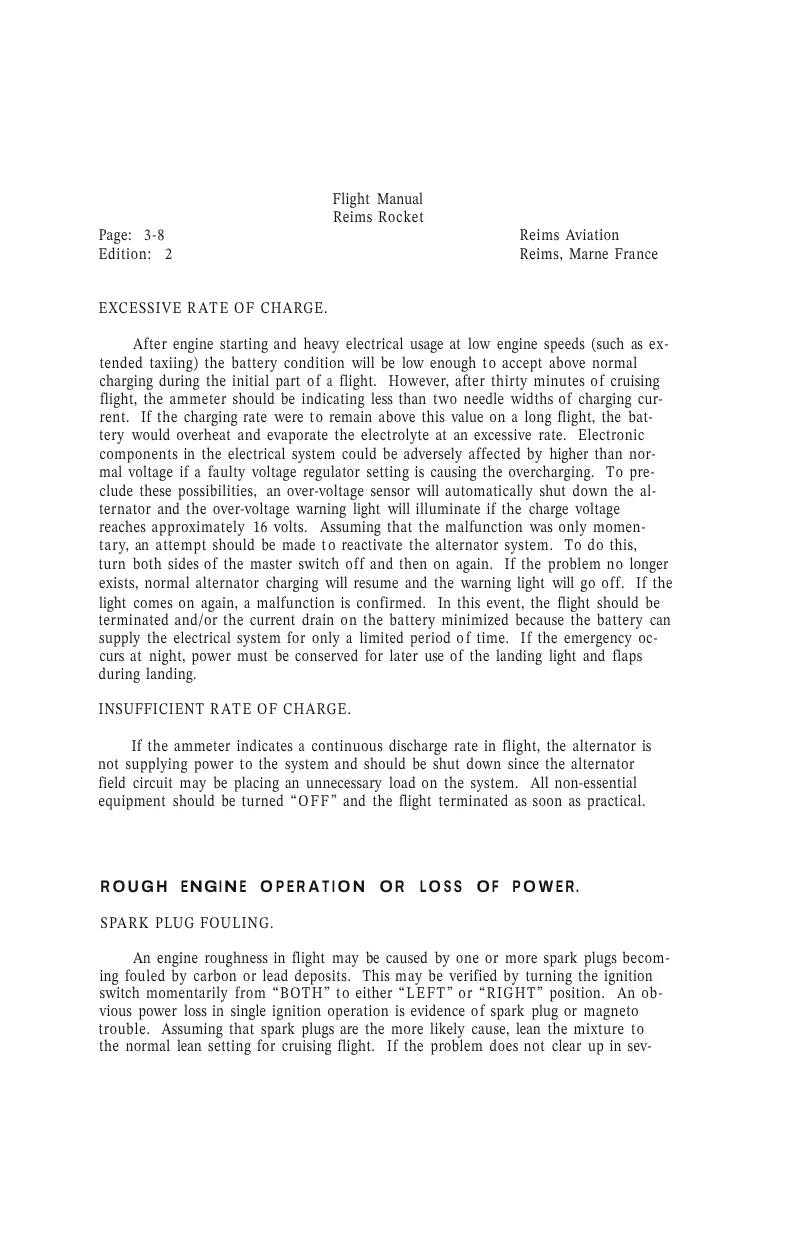 Flight Manual
Reims Rocket
Page: 3-8
Reims Aviation
Edition: 2
Reims, Marne France
EXCESSIVE RATE OF CHARGE.
After engine starting and heavy electrical usage at low engine speeds (such as ex-
tended taxiing) the battery condition will be low enough to accept above normal
charging during the initial part of a flight. However, after thirty minutes of cruising
flight, the ammeter should be indicating less than two needle widths of charging cur-
rent. If the charging rate were to remain above this value on a long flight, the bat-
tery would overheat and evaporate the electrolyte at an excessive rate. Electronic
components in the electrical system could be adversely affected by higher than nor-
mal voltage if a faulty voltage regulator setting is causing the overcharging. To pre-
clude these possibilities, an over-voltage sensor will automatically shut down the al-
ternator and the over-voltage warning light will illuminate if the charge voltage
reaches approximately 16 volts. Assuming that the malfunction was only momen-
tary, an attempt should be made to reactivate the alternator system. To do this,
turn both sides of the master switch off and then on again. If the problem no longer
exists, normal alternator charging will resume and the warning light will go off. If the
light comes on again, a malfunction is confirmed. In this event, the flight should be
terminated and/or the current drain on the battery minimized because the battery can
supply the electrical system for only a limited period of time. If the emergency oc-
curs at night, power must be conserved for later use of the landing light and flaps
during landing.
INSUFFICIENT RATE OF CHARGE.
If the ammeter indicates a continuous discharge rate in flight, the alternator is
not supplying power to the system and should be shut down since the alternator
field circuit may be placing an unnecessary load on the system. All non-essential
equipment should be turned “OFF” and the flight terminated as soon as practical.
ROUGH ENGINE OPERATION OR LOSS OF POWER.
SPARK PLUG FOULING.
An engine roughness in flight may be caused by one or more spark plugs becom-
ing fouled by carbon or lead deposits. This may be verified by turning the ignition
switch momentarily from “BOTH” to either “LEFT” or “RIGHT” position. An ob-
vious power loss in single ignition operation is evidence of spark plug or magneto
trouble. Assuming that spark plugs are the more likely cause, lean the mixture to
the normal lean setting for cruising flight. If the problem does not clear up in sev-